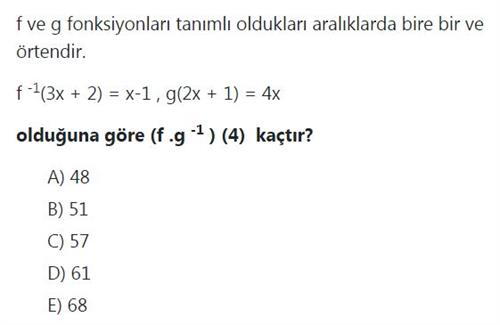 f ve g fonksiyonları tanımlı oldukları aralıklarda bire bir ve
örtendir.
f ⁻¹(3x + 2) = x-1 , g(2x + 1) = 4x
olduğuna göre (f .g ⁻¹ ) (4) kaçtır?
A) 48
B) 51
C) 57
D) 61
E) 68